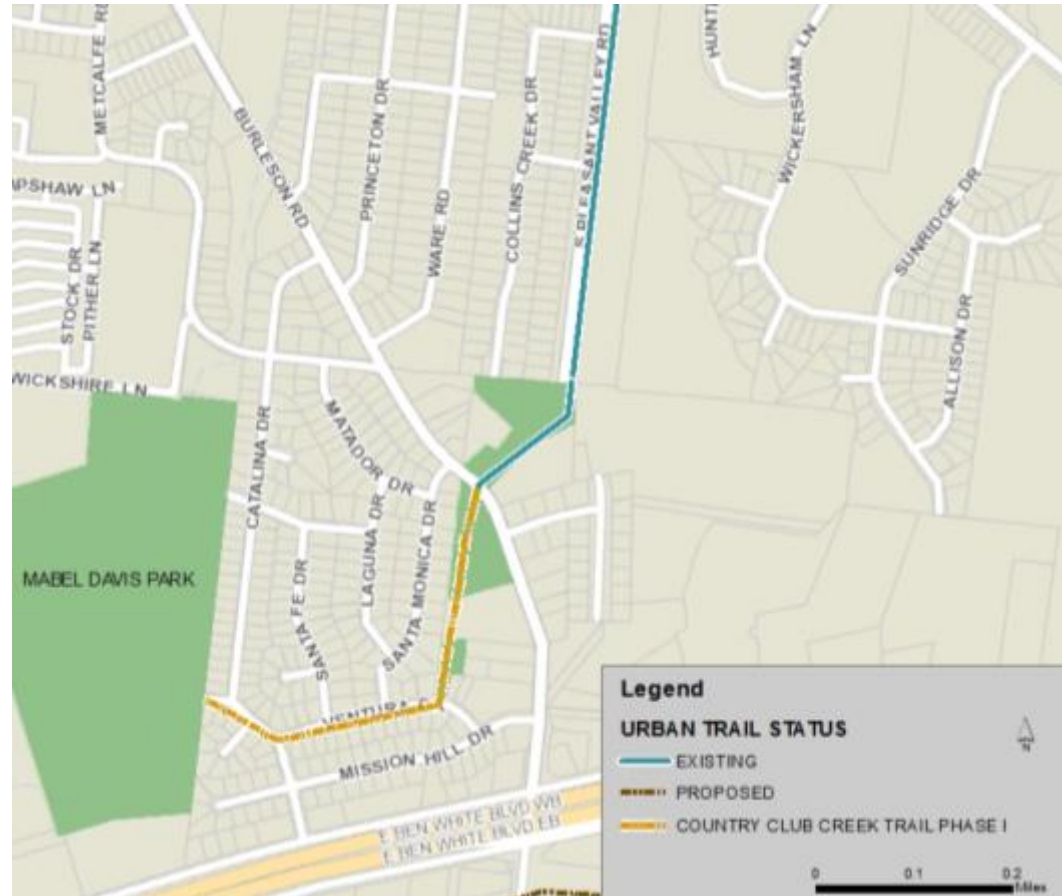 METCALFE RD
BURLESON RD
PRINCETON DR
WARE RD
COLLINS CREEK DR
S PLEASANT VALLEY RD
WICKERSHAM LN
SUNRIDGE DR
ALLISON DR
STOCK DR
PITHER LN
WICKSHIRE LN
CATALINA DR
MATADOR DR
LAGUNA DR
SANTA MONICA DR
SANTA FE DR
MABEL DAVIS PARK
MISSION HILL DR
E BEN WHITE BLVD WB
E BEN WHITE BLVD EB
Legend
URBAN TRAIL STATUS
EXISTING
PROPOSED
COUNTRY CLUB CREEK TRAIL PHASE I
0 0.1 0.2
Miles